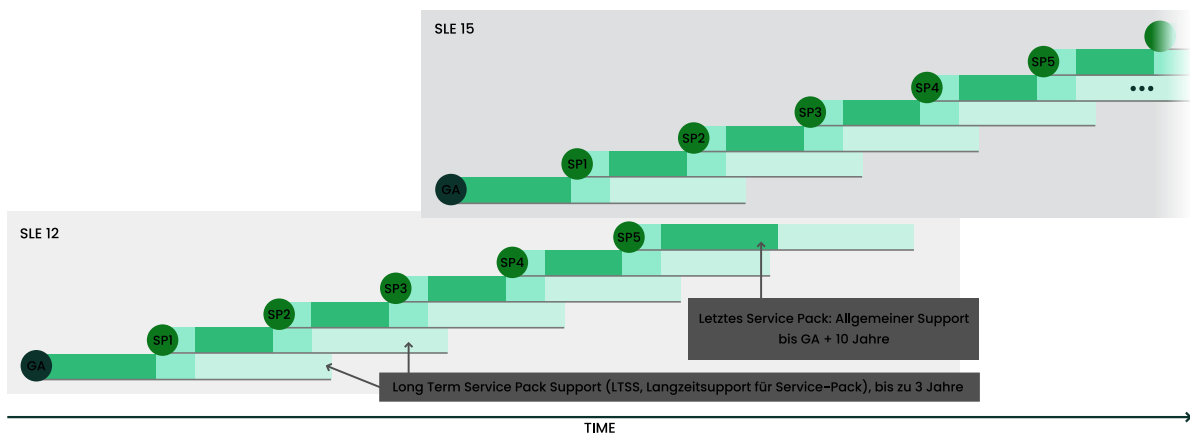 SLE 15
SP5
SP4
•••
SP3
SP2
SP1
GA
SLE 12
SP5
SP4
SP3
SP2
SP1
GA
Letztes Service Pack: Allgemeiner Support
bis GA + 10 Jahre
Long Term Service Pack Support (LTSS, Langzeitsupport für Service-Pack), bis zu 3 Jahre
TIME